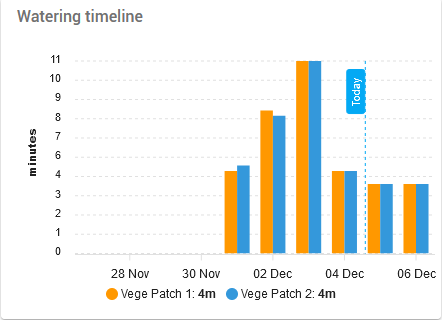 Watering timeline
11
10
9
8
7
6
4
3
2
1
0
minutes
Today
28 Nov 30 Nov 02 Dec 04 Dec 06 Dec
Vege Patch 1: 4m Vege Patch 2: 4m